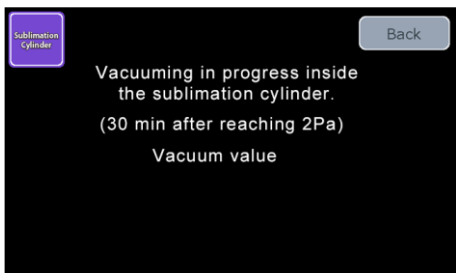 Sublimation
Cylinder
Back
Vacuuming in progress inside
the sublimation cylinder.
(30 min after reaching 2Pa)
Vacuum value